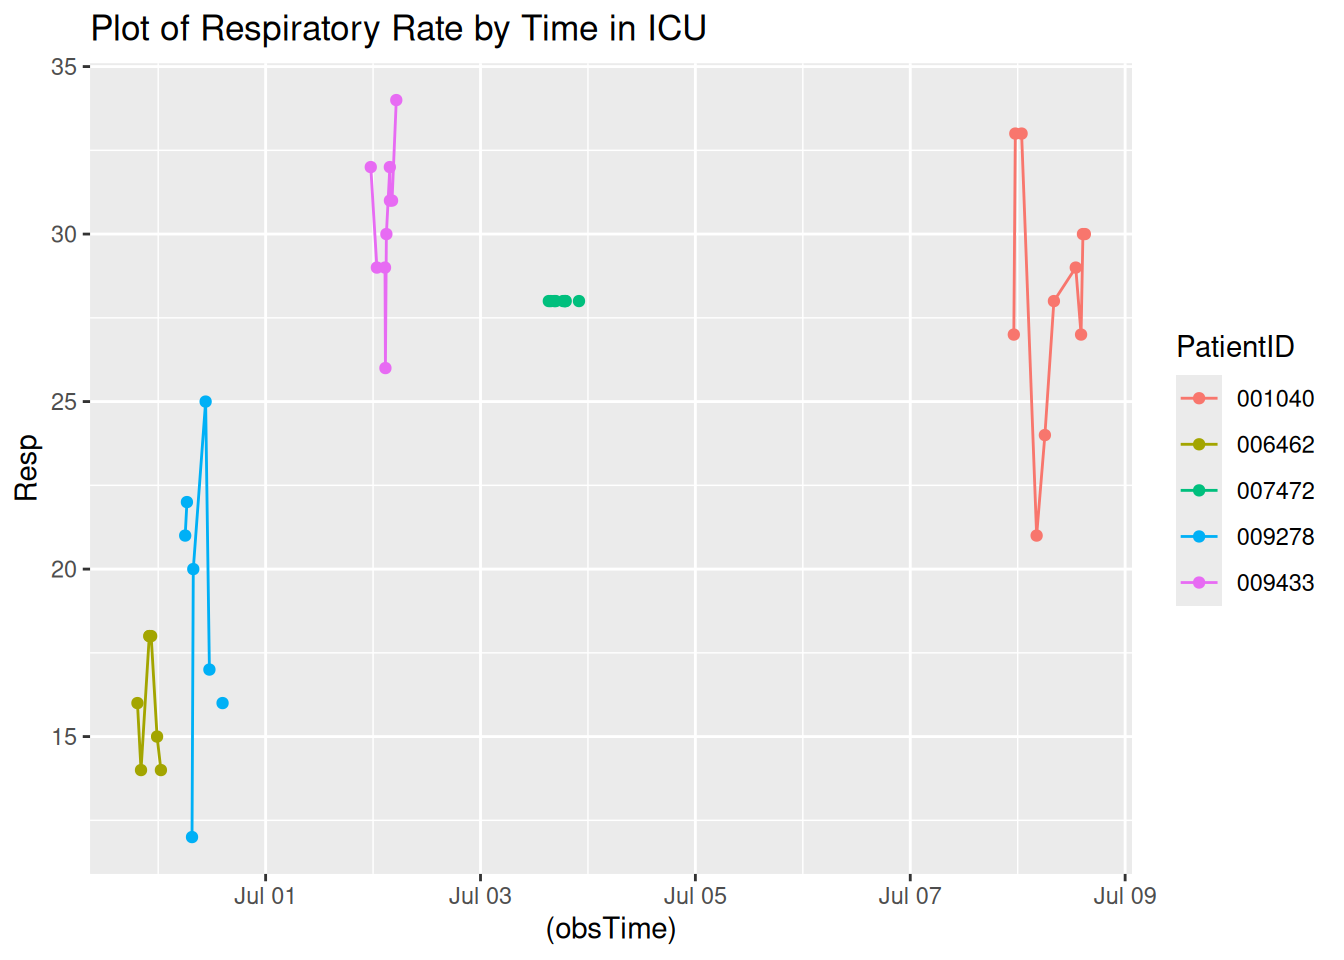 Plot of Respiratory Rate by Time in ICU
35
30
25
20
15
Resp
Jul 01 Jul 03 Jul 05 Jul 07 Jul 09
(obsTime)
PatientID
001040
006462
007472
009278
009433